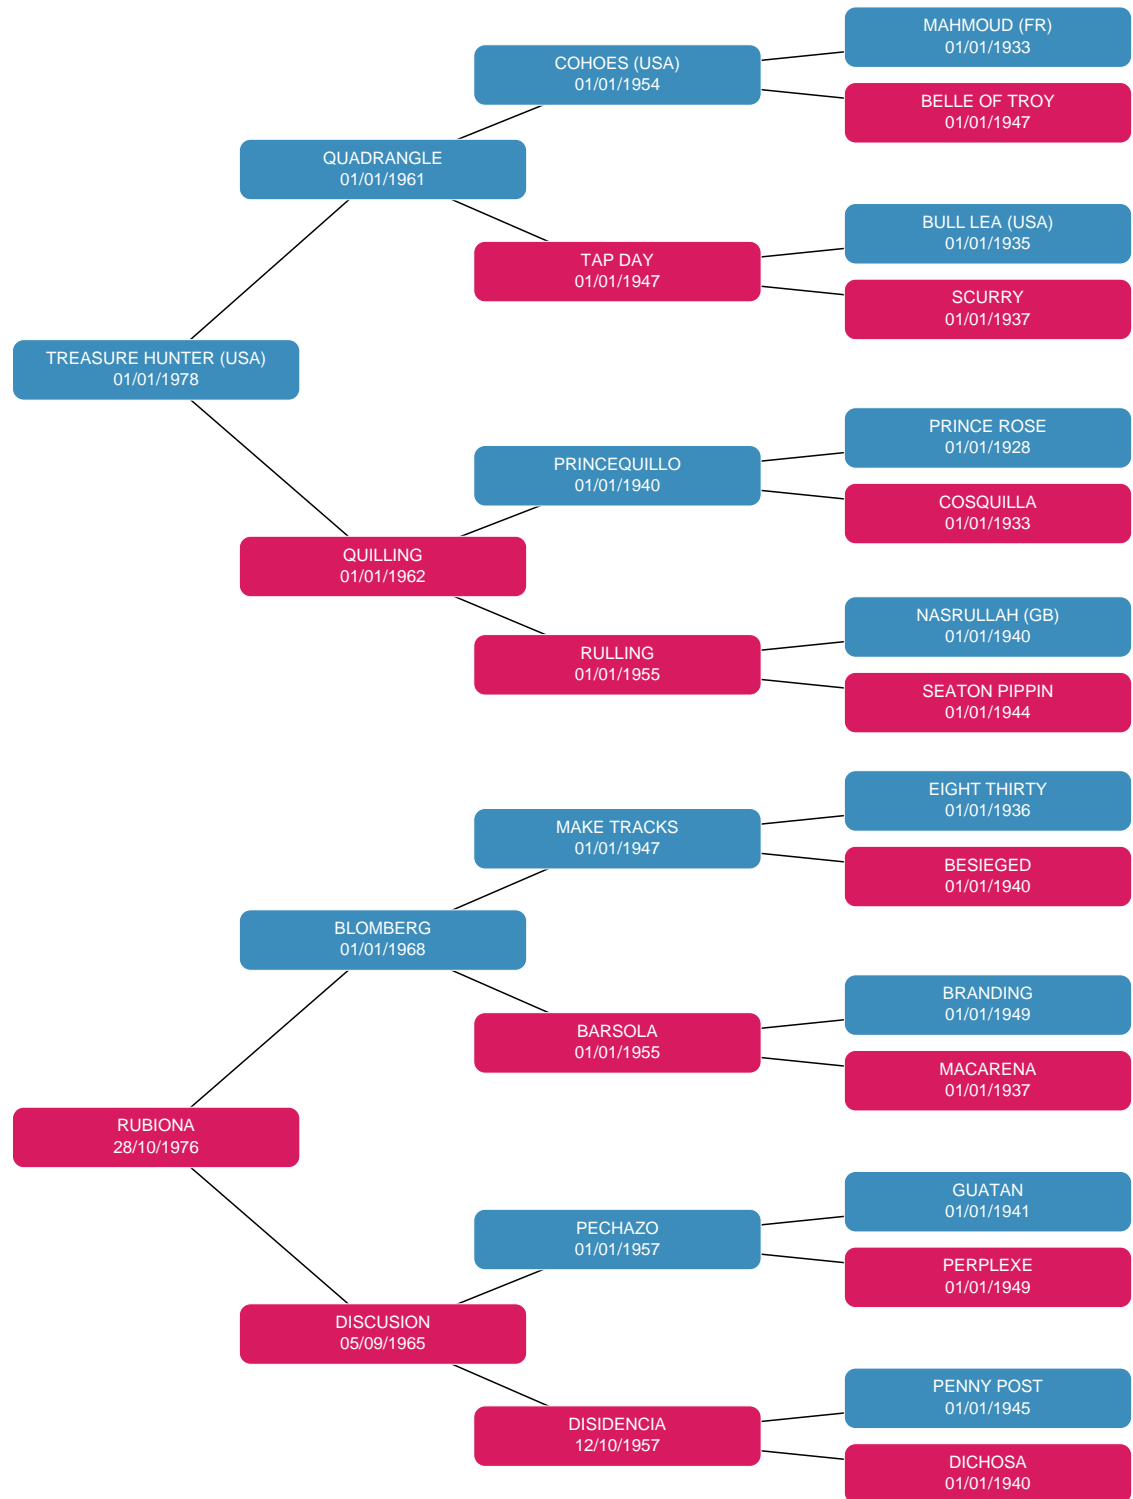 MAHMOUD (FR)
01/01/1933
COHOES (USA)
01/01/1954
BELLE OF TROY
01/01/1947
QUADRANGLE
01/01/1961
BULL LEA (USA)
01/01/1935
TAP DAY
01/01/1947
SCURRY
01/01/1937
TREASURE HUNTER (USA)
01/01/1978
PRINCE ROSE
01/01/1928
PRINCEQUILLO
01/01/1940
COSQUILLA
01/01/1933
QUILLING
01/01/1962
NASRULLAH (GB)
01/01/1940
RULLING
01/01/1955
SEATON PIPPIN
01/01/1944
EIGHT THIRTY
01/01/1936
MAKE TRACKS
01/01/1947
BESIEGED
01/01/1940
BLOMBERG
01/01/1968
BRANDING
01/01/1949
BARSOLA
01/01/1955
MACARENA
01/01/1937
RUBIONA
28/10/1976
GUATAN
01/01/1941
PECHAZO
01/01/1957
PERPLEXE
01/01/1949
DISCUSION
05/09/1965
PENNY POST
01/01/1945
DISIDENCIA
12/10/1957
DICHOSA
01/01/1940